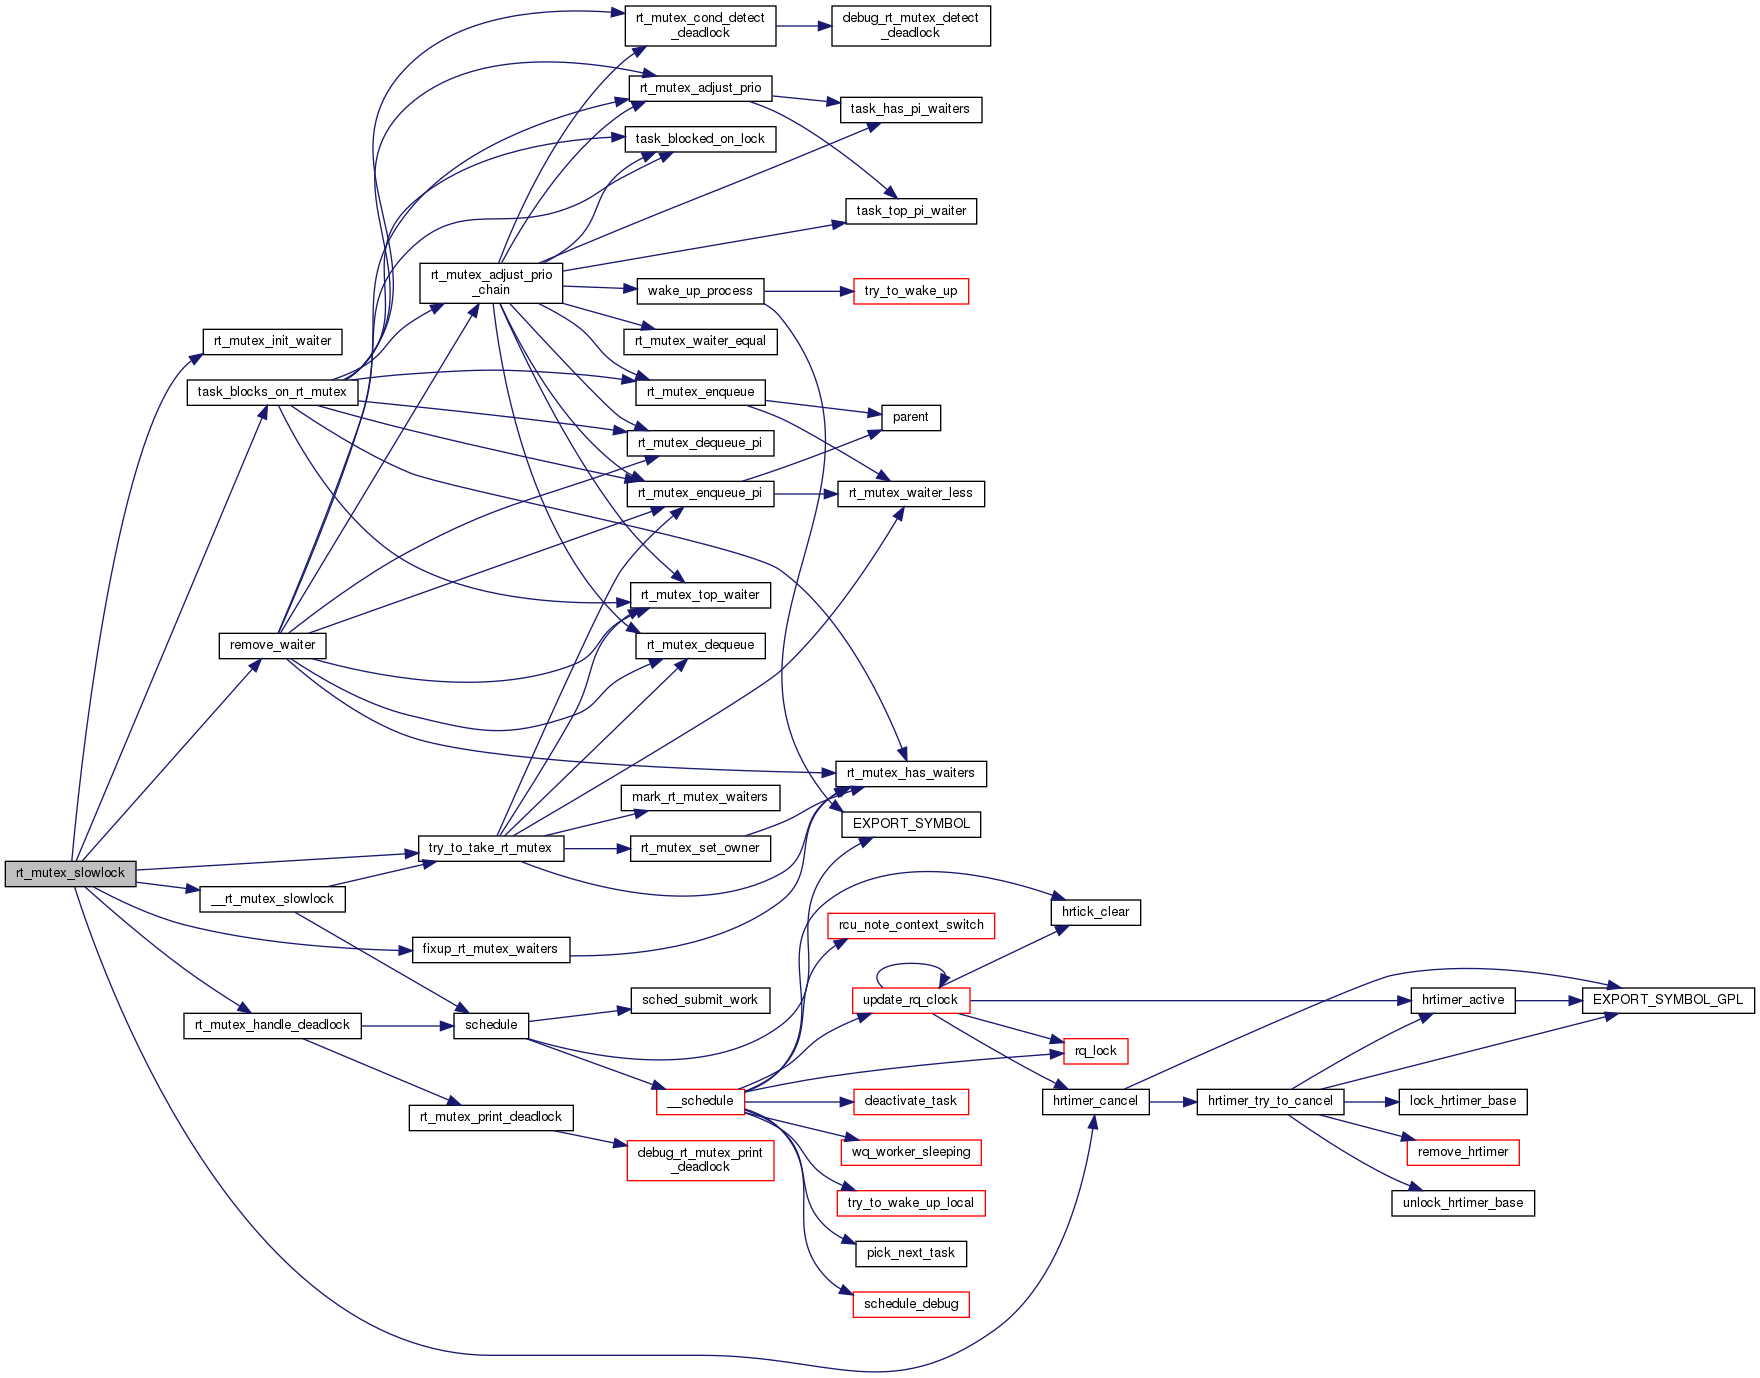 rt_mutex_cond_detect
_deadlock
debug_rt_mutex_detect
_deadlock
rt_mutex_adjust_prio
task_has_pi_waiters
task_blocked_on_lock
task_top_pi_waiter
rt_mutex_adjust_prio
_chain
wake_up_process
try_to_wake_up
rt_mutex_init_waiter
rt_mutex_waiter_equal
task_blocks_on_rt_mutex
rt_mutex_enqueue
parent
rt_mutex_dequeue_pi
rt_mutex_enqueue_pi
rt_mutex_waiter_less
rt_mutex_top_waiter
remove_waiter
rt_mutex_dequeue
rt_mutex_has_waiters
mark_rt_mutex_waiters
EXPORT_SYMBOL
try_to_take_rt_mutex
rt_mutex_set_owner
rt_mutex_slowlock
__rt_mutex_slowlock
hrtick_clear
rcu_note_context_switch
fixup_rt_mutex_waiters
sched_submit_work
update_rq_clock
hrtimer_active
EXPORT_SYMBOL_GPL
rt_mutex_handle_deadlock
schedule
rq_lock
__schedule
deactivate_task
hrtimer_cancel
hrtimer_try_to_cancel
lock_hrtimer_base
rt_mutex_print_deadlock
debug_rt_mutex_print
_deadlock
wq_worker_sleeping
remove_hrtimer
try_to_wake_up_local
unlock_hrtimer_base
pick_next_task
schedule_debug